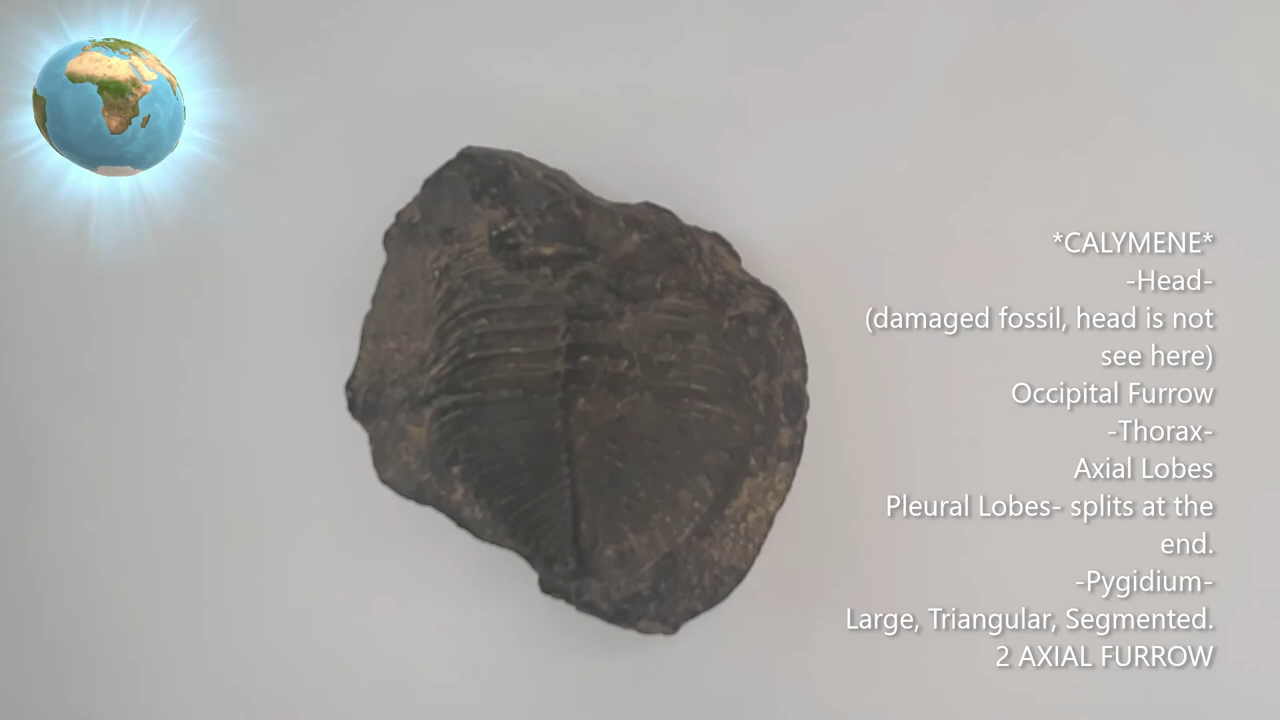 *CALYMENE*
-Head-
(damaged fossil, head is not
see here)
Occipital Furrow
-Thorax-
Axial Lobes
Pleural Lobes- splits at the
end.
-Pygidium-
Large, Triangular, Segmented.
2 AXIAL FURROW